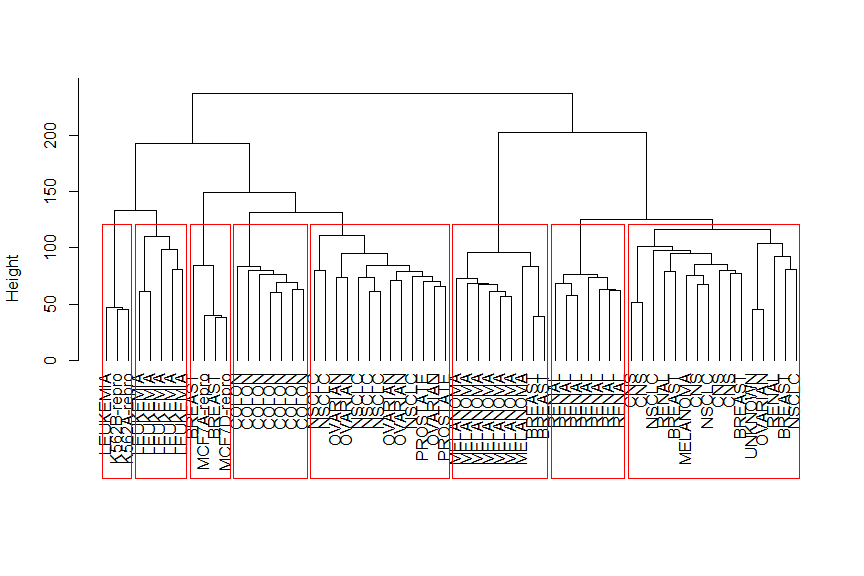 Height
200
150
100
50
0
LEUKEMIA
K562B-repro
K562A-repro
LEUKEMIA
LEUKEMIA
LEUKEMIA
LEUKEMIA
LEUKEMIA
BREAST
MCF7A-repro
BREAST
MCF7D-repro
COLON
COLON
COLON
COLON
COLON
COLON
COLON
NSCLC
NSCLC
OVARIAN
OVARIAN
NSCLC
NSCLC
NSCLC
OVARIAN
OVARIAN
NSCLC
PROSTATE
OVARIAN
PROSTATE
MELANOMA
MELANOMA
MELANOMA
MELANOMA
MELANOMA
MELANOMA
MELANOMA
BREAST
BREAST
RENAL
RENAL
RENAL
RENAL
RENAL
RENAL
RENAL
CNS
CNS
NSCLC
RENAL
BREAST
MELANOMA
CNS
NSCLC
CNS
CNS
BREAST
UNKNOWN
OVARIAN
RENAL
BREAST
NSCLC